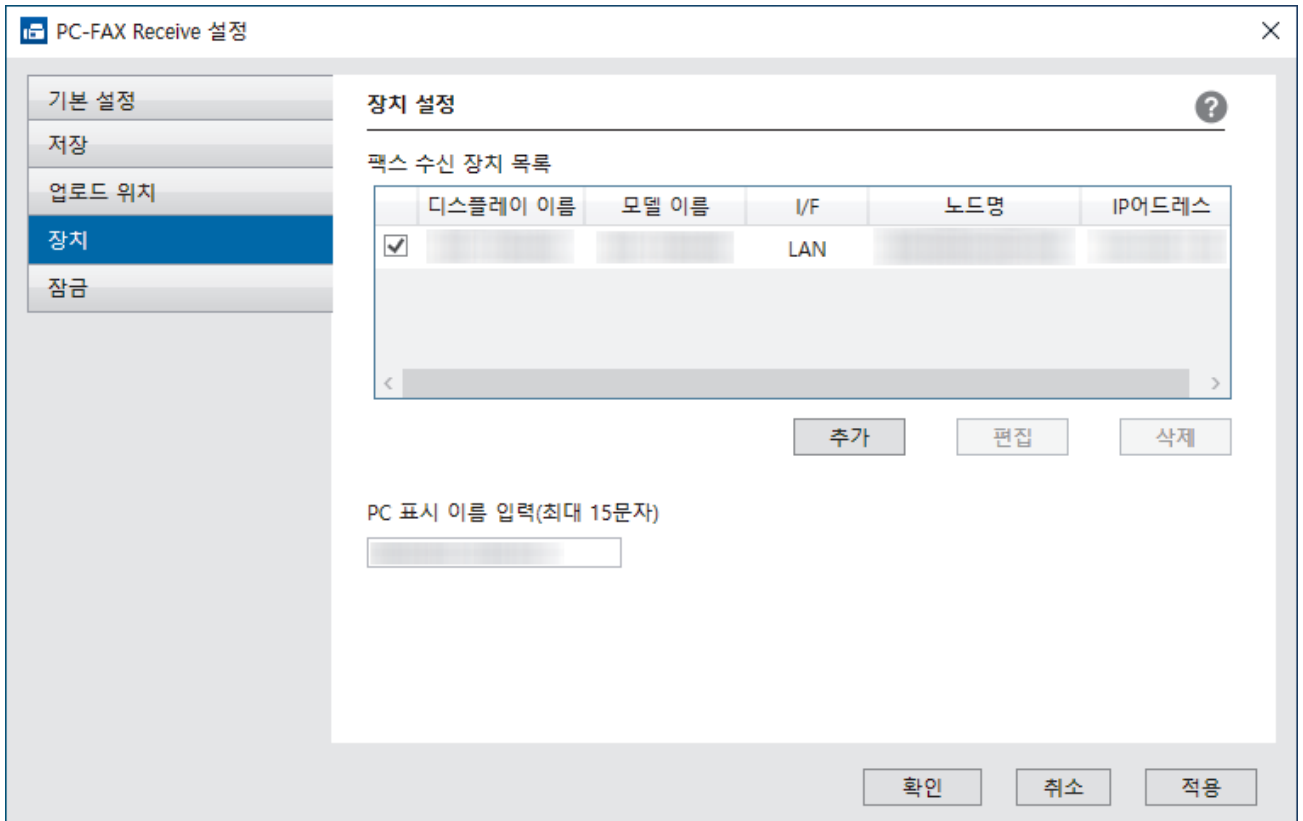 PC-FAX Receive 설정
기본 설정
저장
업로드 위치
장치
잠금
장치 설정
?
팩스 수신 장치 목록
디스플레이 이름 모델 이름 I/F 노드명 IP어드레스
LAN
추가 편집 삭제
PC 표시 이름 입력(최대 15문자)
확인 취소 적용